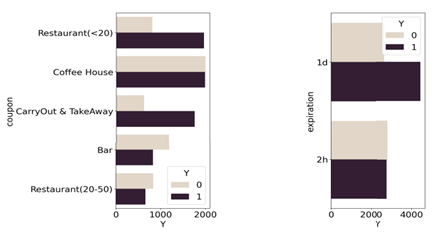 coupon
Restaurant(<20)
Coffee House
CarryOut & TakeAway
Bar
Restaurant(20-50)
Y
0
1
0 1000 2000
Y
expiration
1d
2h
Y
0
1
0 2000 4000
Y